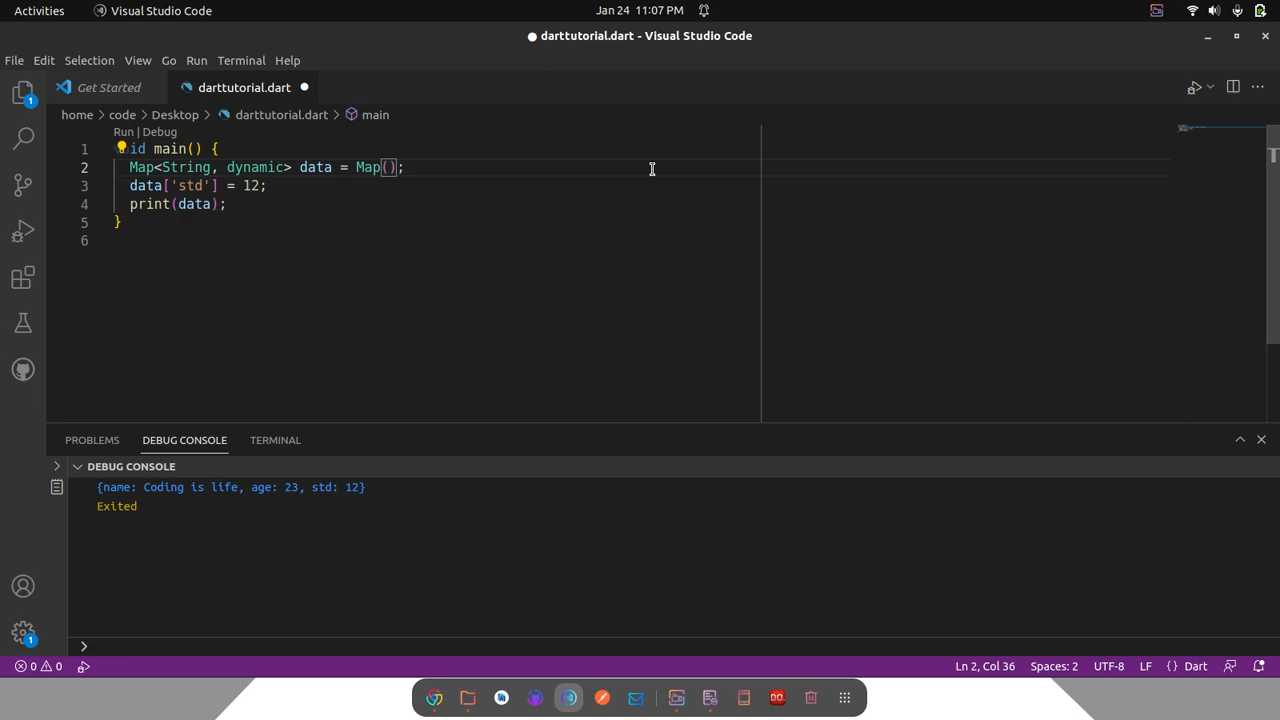 Activities
Visual Studio Code
Jan 24 11:07 PM
● darttutorial.dart - Visual Studio Code
File Edit Selection View Go Run Terminal Help
Get Started
darttutorial.dart ●
home > code > Desktop > darttutorial.dart > main
Run | Debug
1 id main() {
2 Map<String, dynamic> data = Map();
3 data['std'] = 12;
4 print(data);
5 }
6
PROBLEMS DEBUG CONSOLE TERMINAL
DEBUG CONSOLE
{name: Coding is life, age: 23, std: 12}
Exited
1
1
0 0
Ln 2, Col 36 Spaces: 2 UTF-8 LF {} Dart